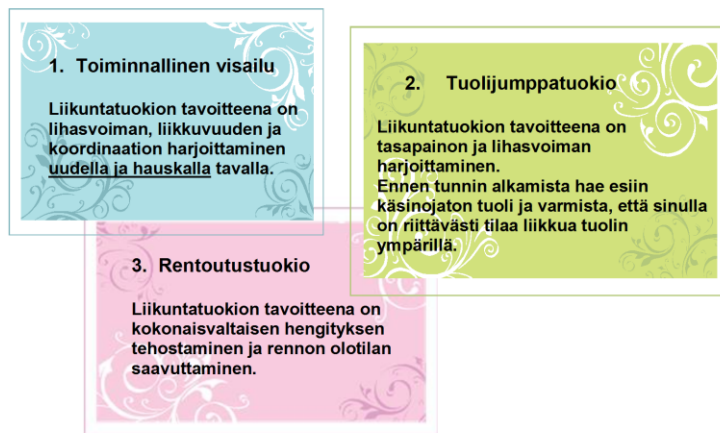 1. Toiminnallinen visailu
Liikuntatuokion tavoitteena on
lihasvoiman, liikkuvuuden ja
koordinaation harjoittaminen
uudella ja hauskalla tavalla.
2. Tuolijumppatuokio
Liikuntatuokion tavoitteena on
tasapainon ja lihasvoiman
harjoittaminen.
Ennen tunnin alkamista hae esiin
käsinojaton tuoli ja varmista, että sinulla
on riittävästi tilaa liikkua tuolin
ympärillä.
3. Rentoutustuokio
Liikuntatuokion tavoitteena on
kokonaisvaltaisen hengityksen
tehostaminen ja rennon olotilan
saavuttaminen.